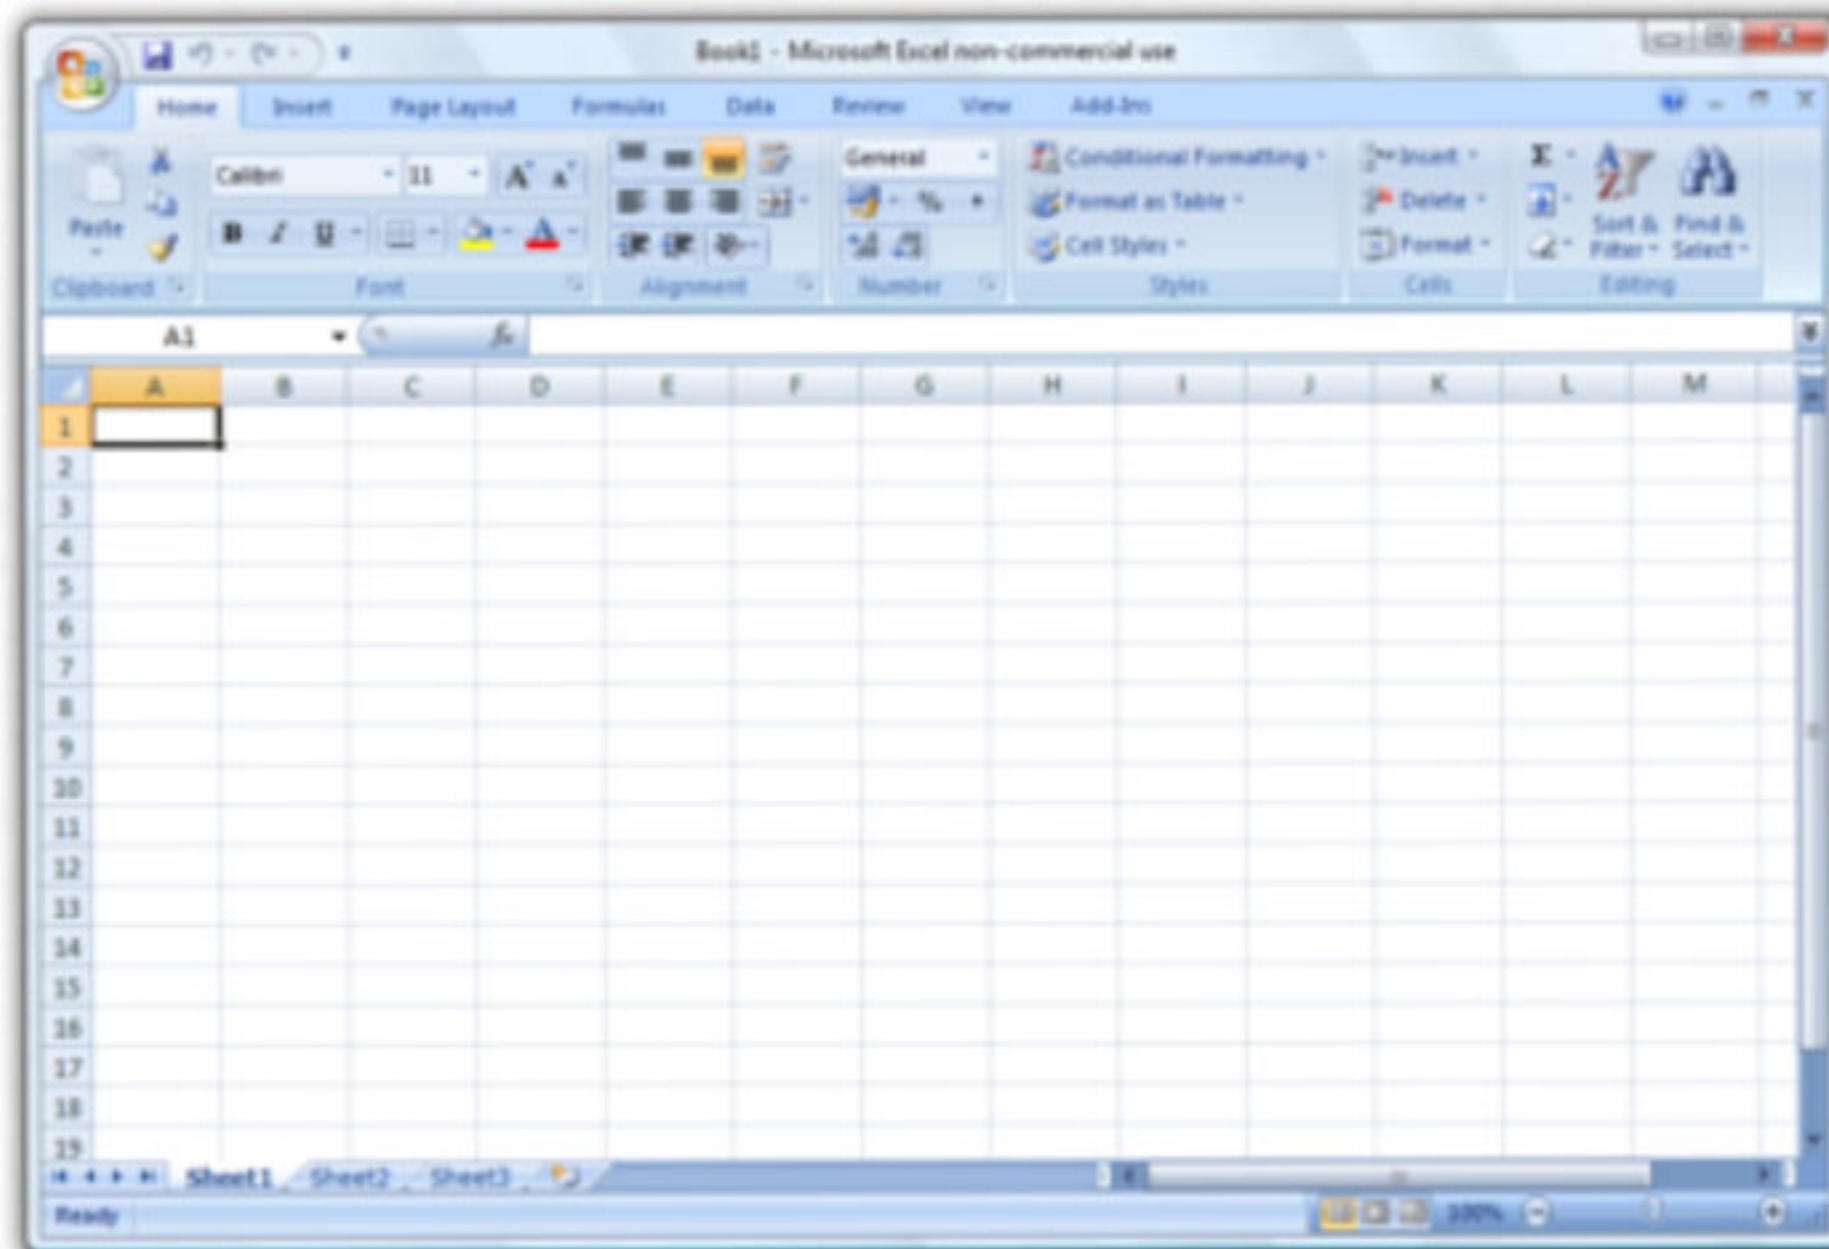 Book1 - Microsoft Excel non-commercial use
Home Insert Page Layout Formulas Data Review View Add-Ins
Calibri 11 A A General Conditional Formatting Insert Σ
Paste B I U A % , Format as Table Delete Sort & Filter Find & Select
Cell Styles Format
Clipboard Font Alignment Number Styles Cells Editing
A1 fx
A B C D E F G H I J K L M
1
2
3
4
5
6
7
8
9
10
11
12
13
14
15
16
17
18
19
Sheet1 Sheet2 Sheet3
Ready 100%